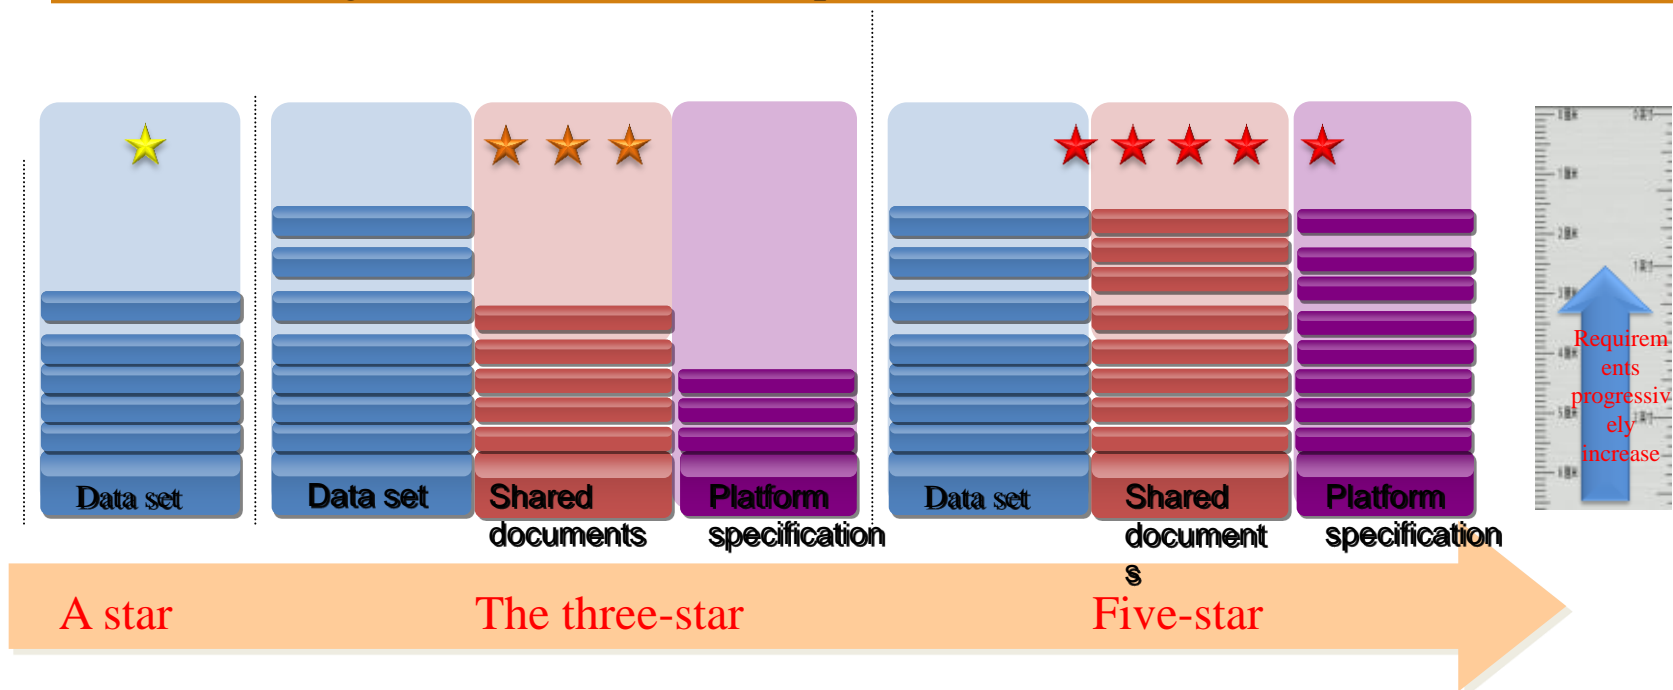 Data set
Data set
Shared
documents
Platform
specification
Data set
Shared
document
s
Platform
specification
Requirem
ents
progressiv
ely
increase
A star
The three-star
Five-star